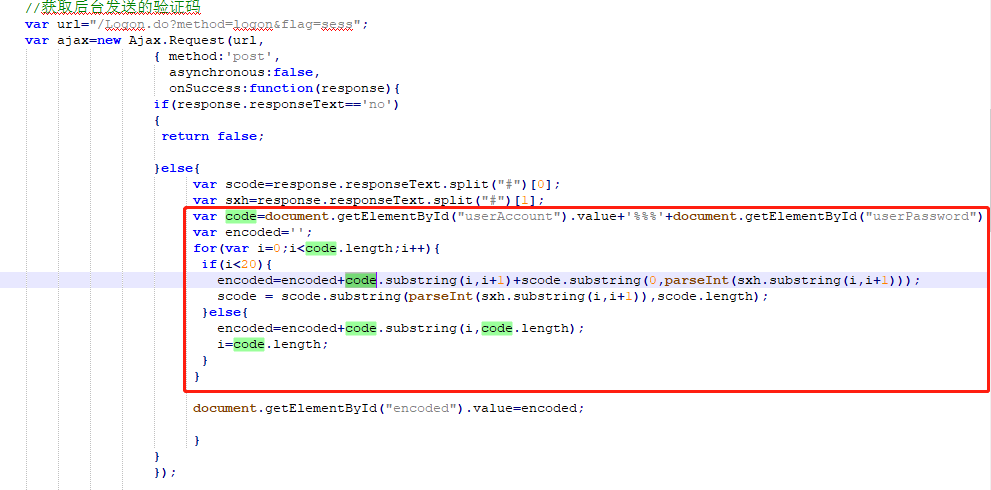 //获取后台发送的验证码
var url="/Logon.do?method=logon&flag=sess";
var ajax=new Ajax.Request(url,
{ method:'post',
asynchronous:false,
onSuccess:function(response){
if(response.responseText=='no')
{
return false;
}else{
var scode=response.responseText.split("#")[0];
var sxh=response.responseText.split("#")[1];
var code=document.getElementById("userAccount").value+'%%%'+document.getElementById("userPassword")
var encoded='';
for(var i=0;i<code.length;i++){
if(i<20){
encoded=encoded+code.substring(i,i+1)+scode.substring(0,parseInt(sxh.substring(i,i+1)));
scode = scode.substring(parseInt(sxh.substring(i,i+1)),scode.length);
}else{
encoded=encoded+code.substring(i,code.length);
i=code.length;
}
}
document.getElementById("encoded").value=encoded;
}
}
});